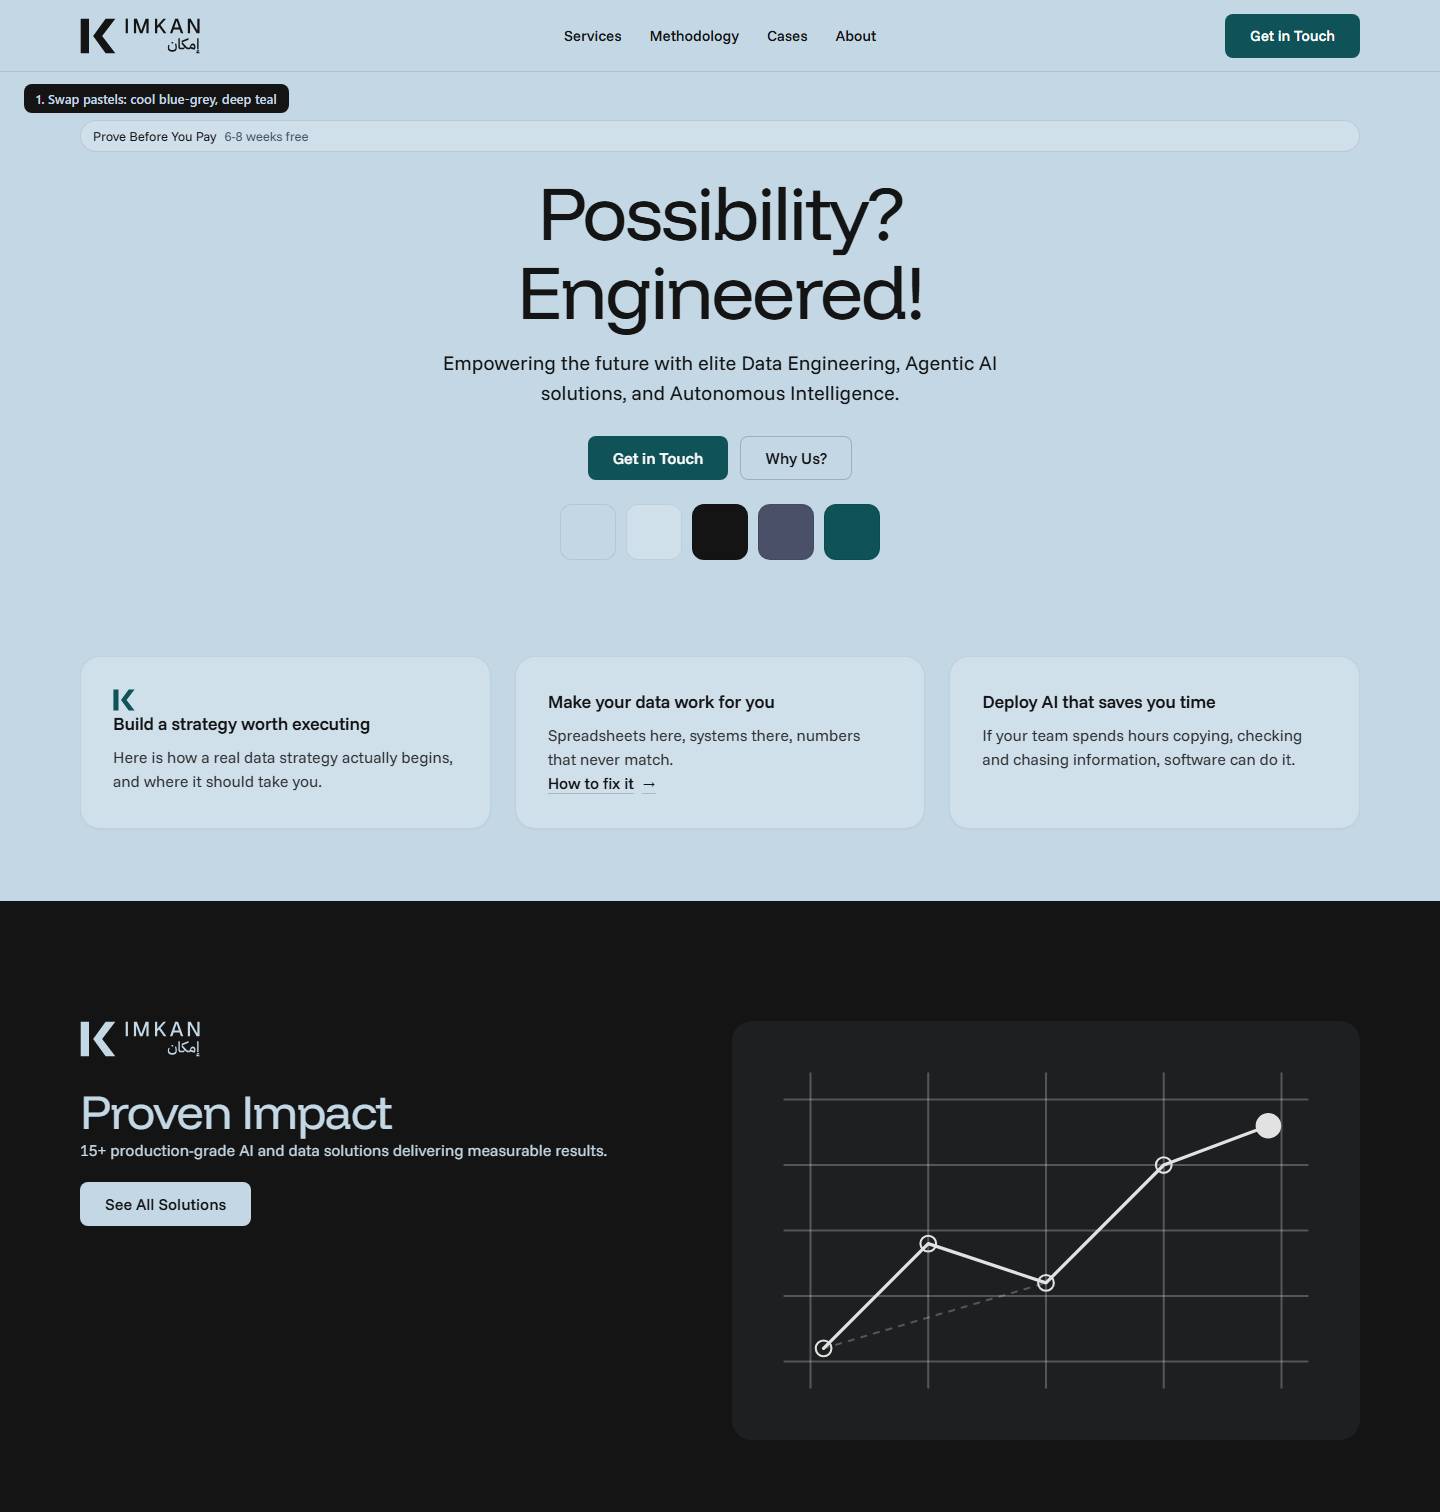 IMKAN
إمكان
Services Methodology Cases About
Get in Touch
1. Swap pastels: cool blue-grey, deep teal
Prove Before You Pay 6-8 weeks free
Possibility?
Engineered!
Empowering the future with elite Data Engineering, Agentic AI
solutions, and Autonomous Intelligence.
Get in Touch
Why Us?
Build a strategy worth executing
Here is how a real data strategy actually begins,
and where it should take you.
Make your data work for you
Spreadsheets here, systems there, numbers
that never match.
How to fix it →
Deploy AI that saves you time
If your team spends hours copying, checking
and chasing information, software can do it.
IMKAN
إمكان
Proven Impact
15+ production-grade AI and data solutions delivering measurable results.
See All Solutions